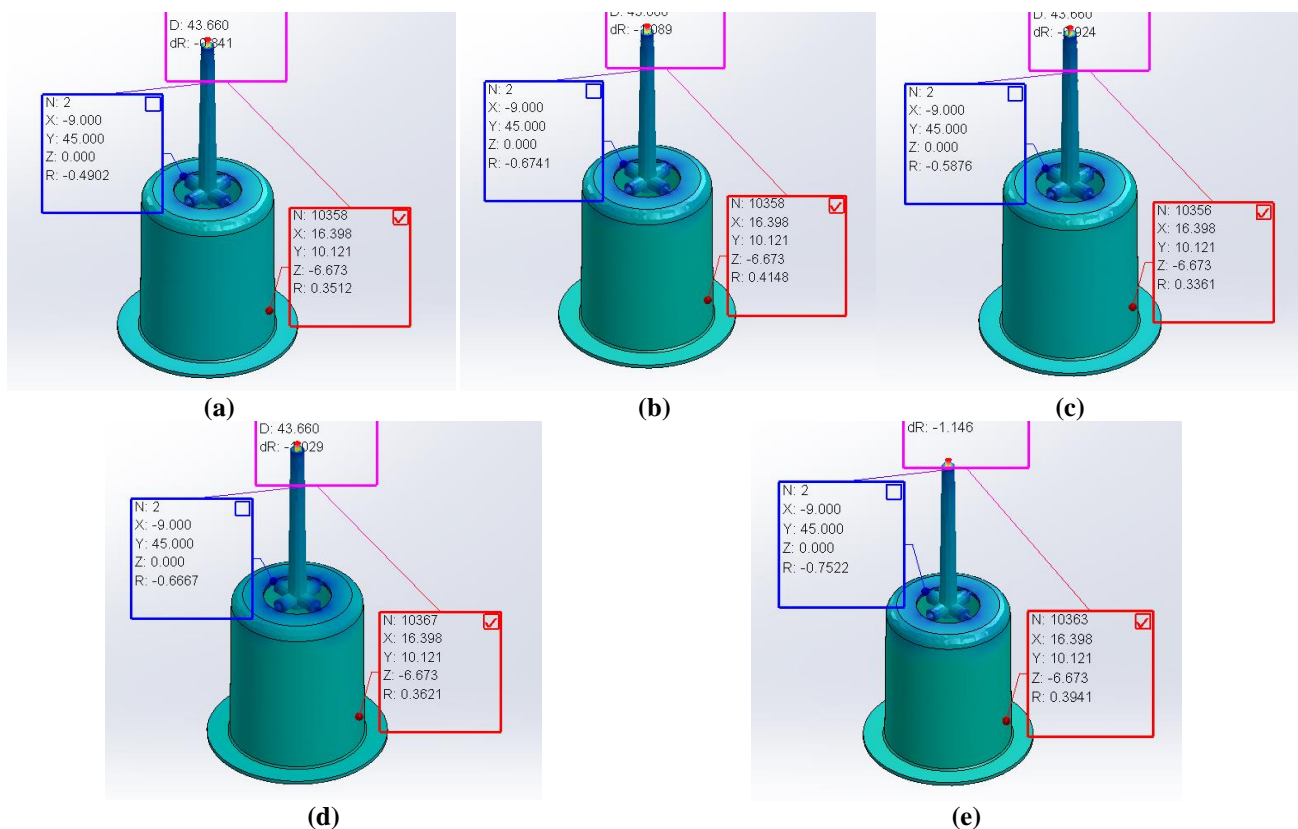 D: 43.660
dR: -0.841
N: 2
X: -9.000
Y: 45.000
Z: 0.000
R: -0.4902
N: 10358
X: 16.398
Y: 10.121
Z: -6.673
R: 0.3512
(a)
-1.089
N: 2
X: -9.000
Y: 45.000
Z: 0.000
R: -0.6741
N: 10358
X: 16.398
Y: 10.121
Z: -6.673
R: 0.4148
(b)
D: 43.660
dR: -0.924
N: 2
X: -9.000
Y: 45.000
Z: 0.000
R: -0.5876
N: 10356
X: 16.398
Y: 10.121
Z: -6.673
R: 0.3361
(c)
D: 43.660
dR: -1.029
N: 2
X: -9.000
Y: 45.000
Z: 0.000
R: -0.6667
N: 10367
X: 16.398
Y: 10.121
Z: -6.673
R: 0.3621
(d)
dR: -1.146
N: 2
X: -9.000
Y: 45.000
Z: 0.000
R: -0.7522
N: 10363
X: 16.398
Y: 10.121
Z: -6.673
R: 0.3941
(e)